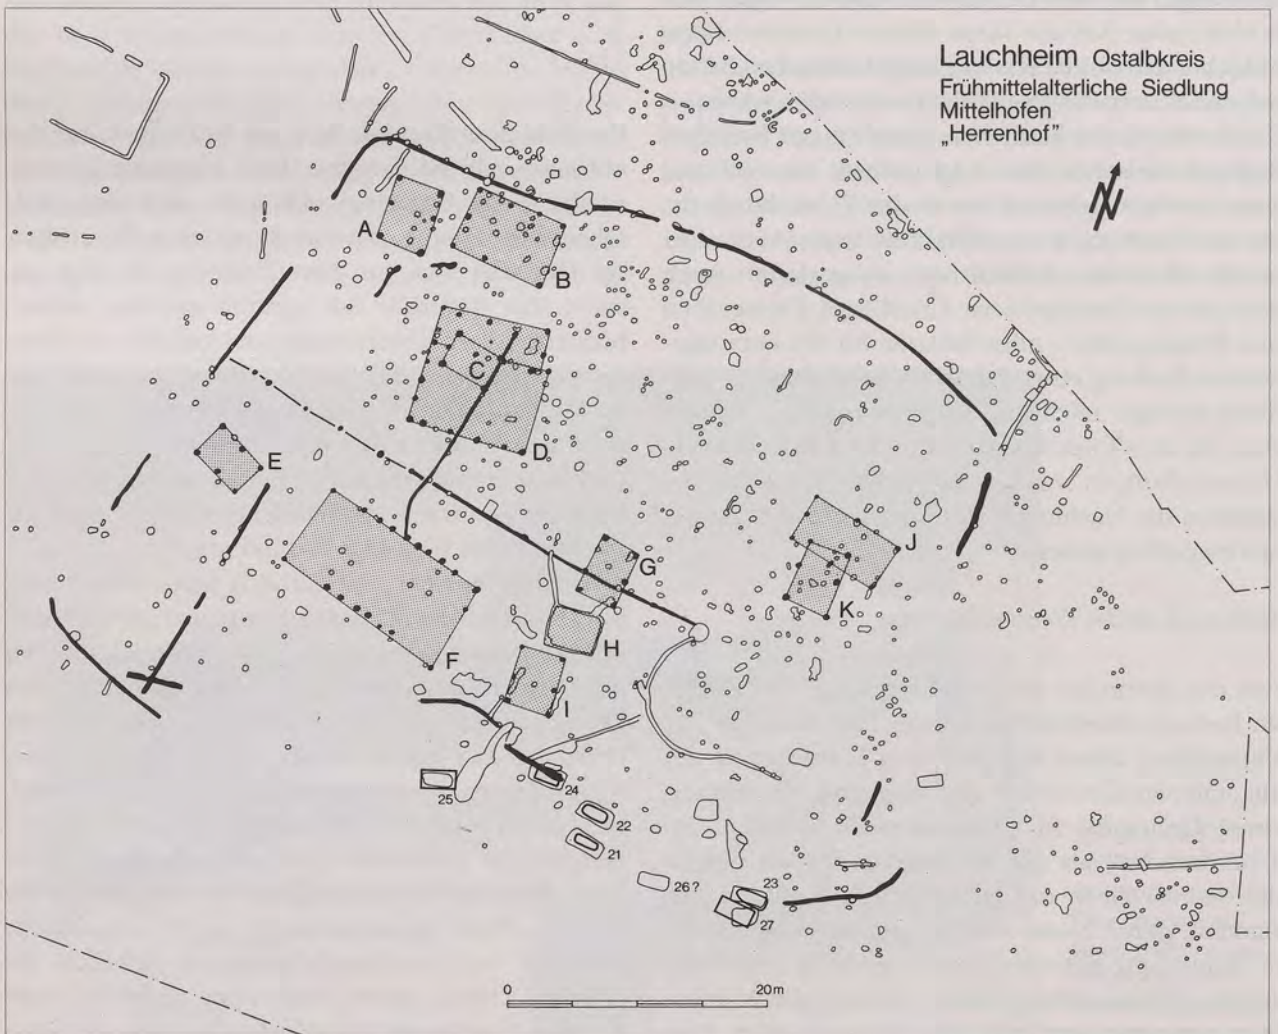 Lauchheim Ostalbkreis
Frühmittelalterliche Siedlung
Mittelhofen
„Herrenhof”
N
A
B
C
D
E
F
G
H
I
J
K
25
24
22
21
26?
23
27
0 20m